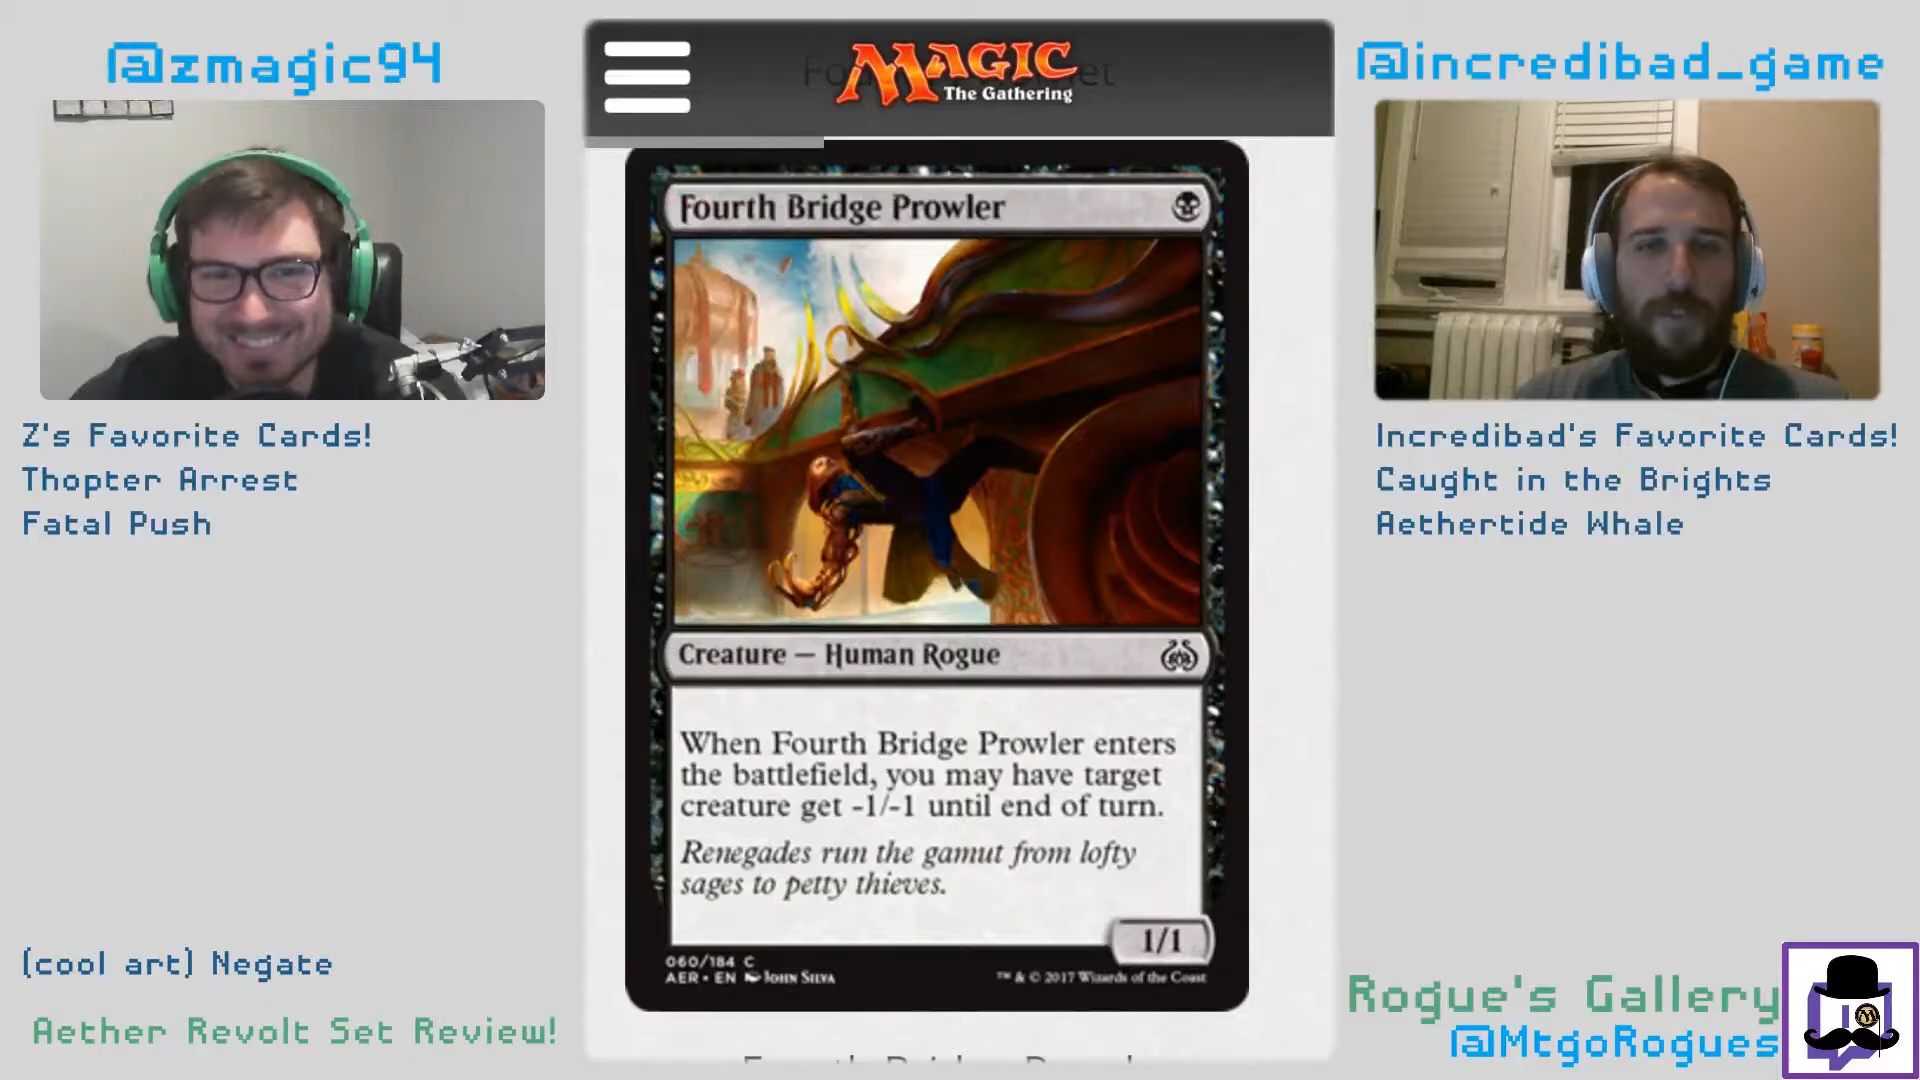 @zmagic94
Z's Favorite Cards!
Thopter Arrest
Fatal Push
(cool art) Negate
Aether Revolt Set Review!
MAGIC
The Gathering
Fourth Bridge Prowler
Creature — Human Rogue
When Fourth Bridge Prowler enters
the battlefield, you may have target
creature get -1/-1 until end of turn.
Renegades run the gamut from lofty
sages to petty thieves.
1/1
060/184 C
AER • EN John Silva
™ & © 2017 Wizards of the Coast
@incredibad_game
Incredibad's Favorite Cards!
Caught in the Brights
Aethertide Whale
Rogue's Gallery
@MtgoRogues